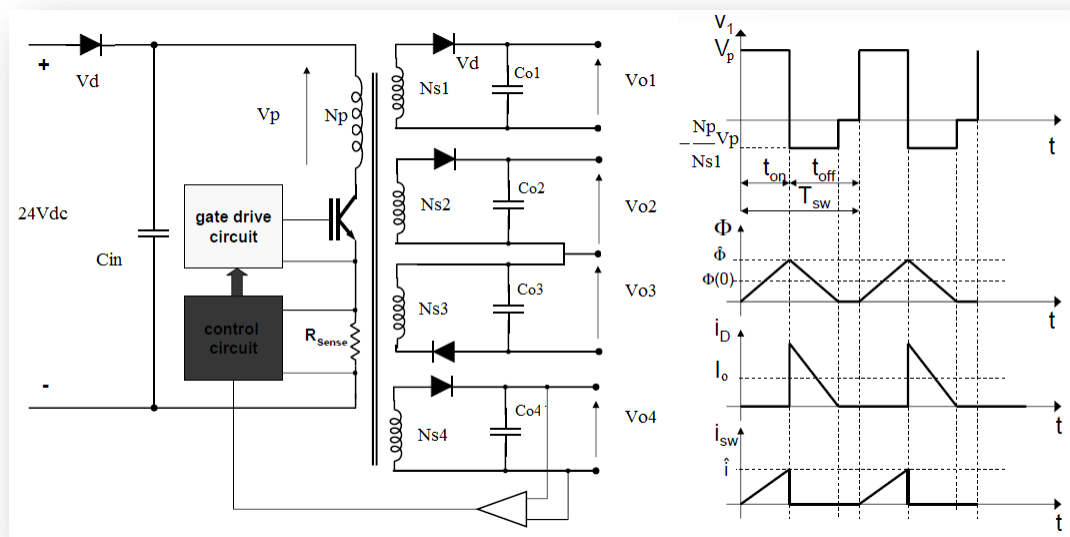 +
Vd
24Vdc
-
Cin
Vp
Np
gate drive
circuit
control
circuit
RSense
Ns1
Vd
Co1
Vo1
Ns2
Co2
Vo2
Ns3
Co3
Vo3
Ns4
Co4
Vo4
V1
Vp
- Np/Ns1 Vp
t
ton
toff
Tsw
Φ
Φ̂
Φ(0)
t
iD
Io
t
isw
î
t